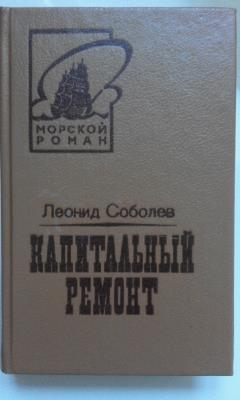 МОРСКОЙ
РОМАН
Леонид Соболев
КАПИТАЛЬНЫЙ
РЕМОНТ